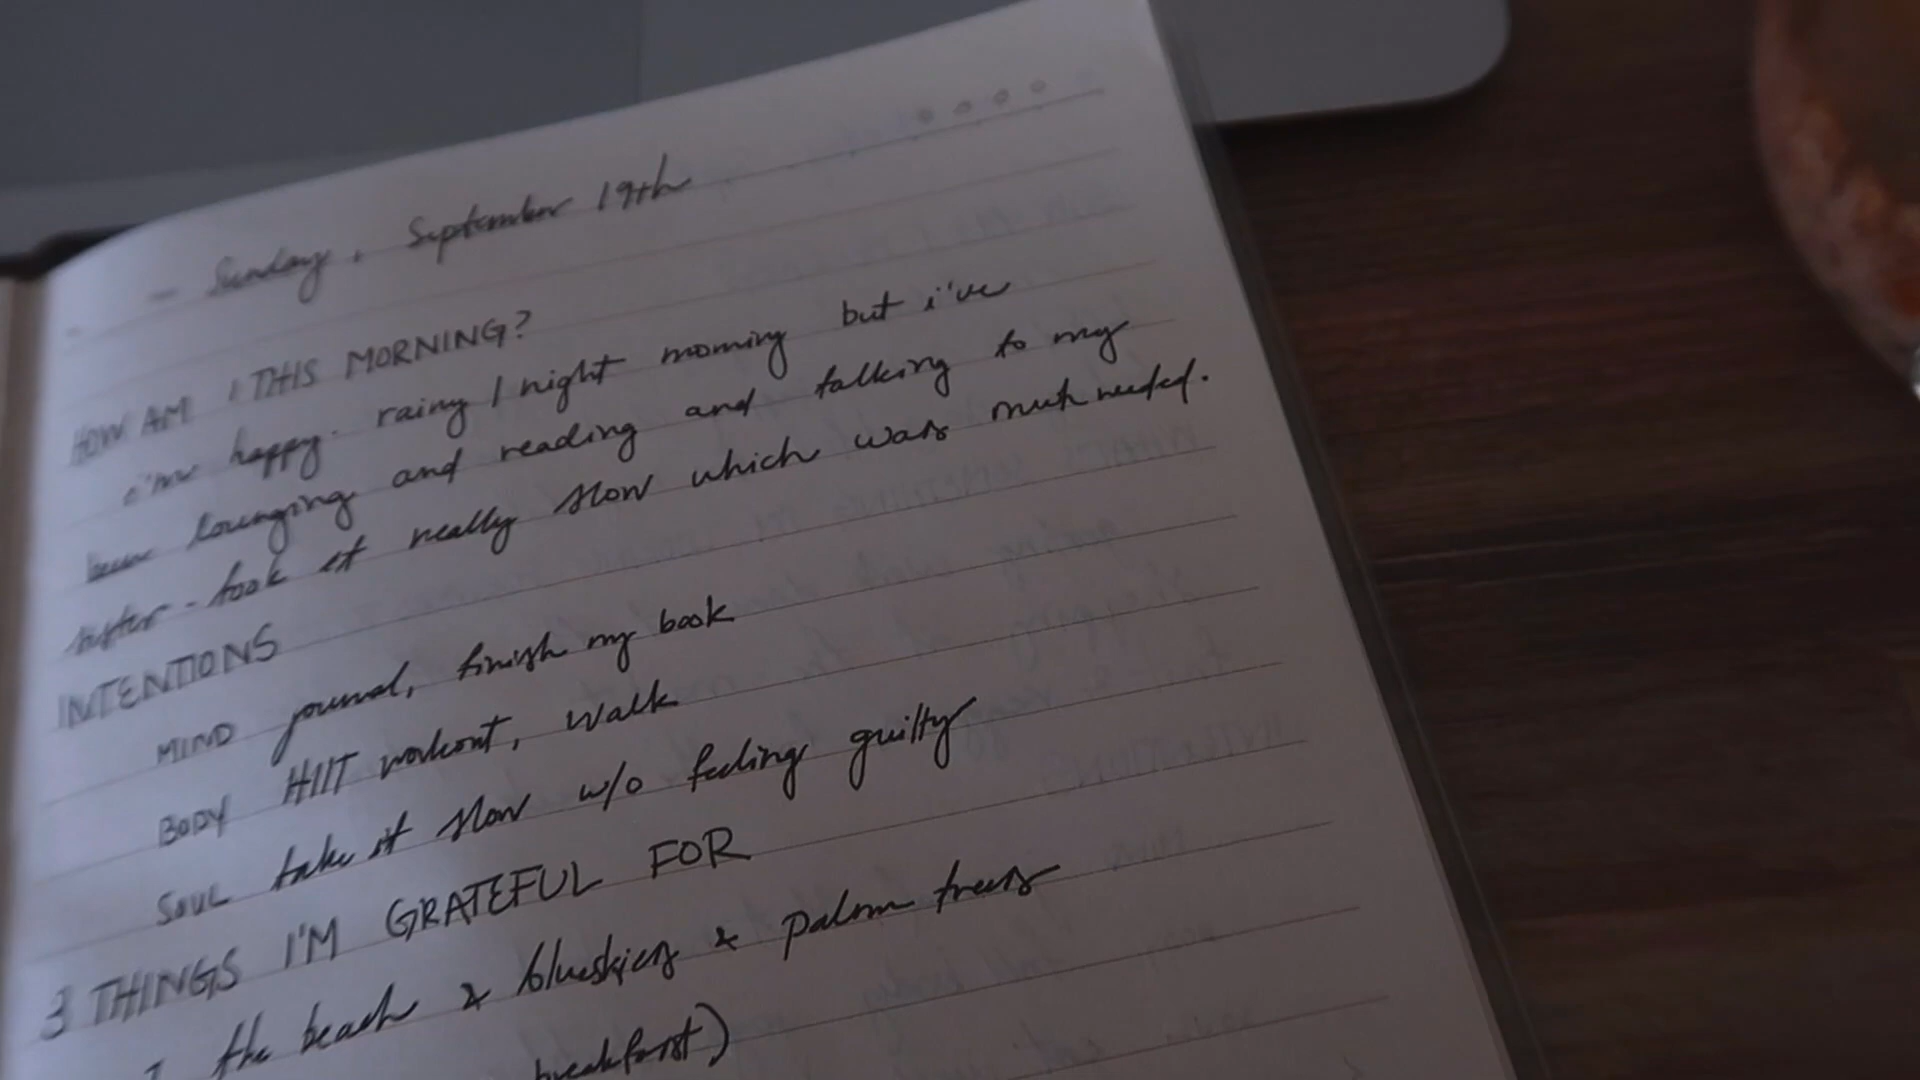 — Sunday, September 19th
HOW AM I THIS MORNING?
i'm happy. rainy / night morning but i've
been lounging and reading and talking to my
sister - took it really slow which was much needed.
INTENTIONS
MIND journal, finish my book
BODY HIIT workout, walk
SOUL take it slow w/o feeling guilty
3 THINGS I'M GRATEFUL FOR
1 the beach & blueskies & palm trees
breakfast)